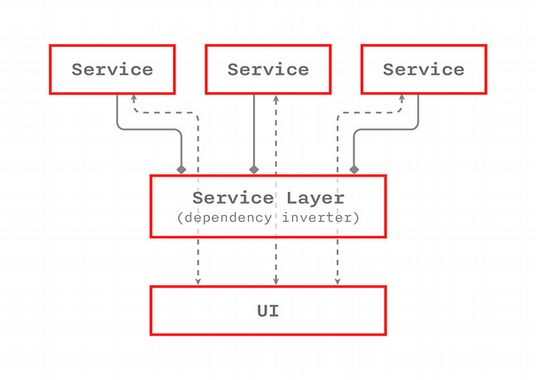 Service
Service
Service
Service Layer
(dependency inverter)
UI